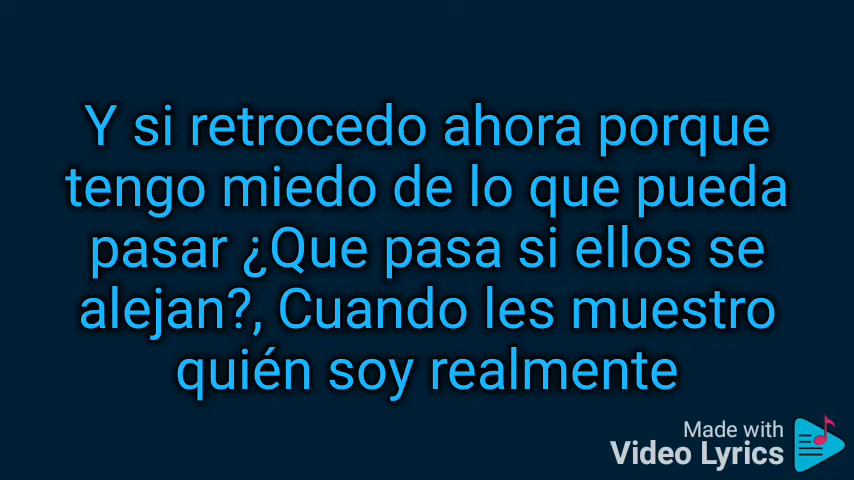 Y si retrocedo ahora porque
tengo miedo de lo que pueda
pasar ¿Que pasa si ellos se
alejan?, Cuando les muestro
quién soy realmente
Made with
Video Lyrics